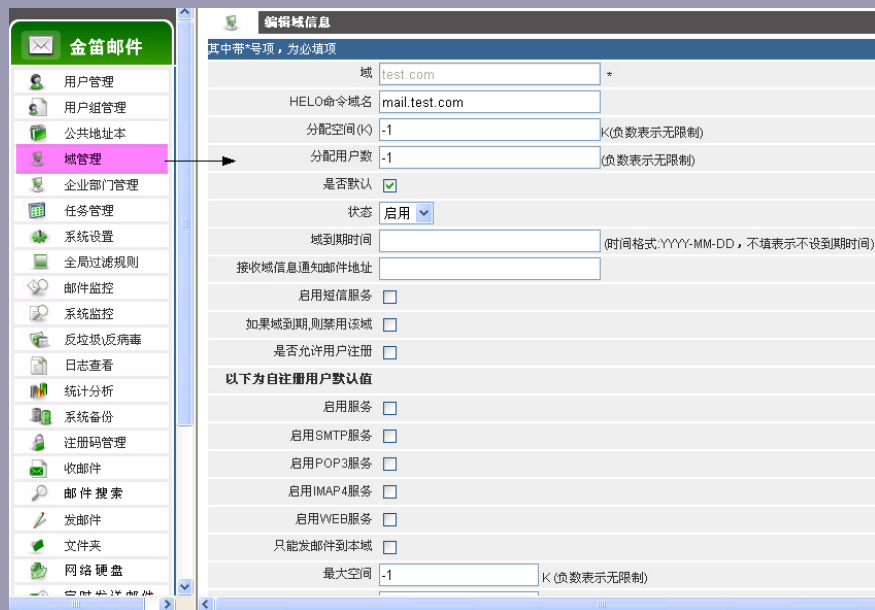 金笛邮件
用户管理
用户组管理
公共地址本
域管理
企业部门管理
任务管理
系统设置
全局过滤规则
邮件监控
系统监控
反垃圾\反病毒
日志查看
统计分析
系统备份
注册码管理
收邮件
邮件搜索
发邮件
文件夹
网络硬盘
定时发送邮件
编辑域信息
其中带*号项，为必填项
域 test.com *
HELO命令域名 mail.test.com
分配空间(K) -1 K(负数表示无限制)
分配用户数 -1 (负数表示无限制)
是否默认
状态 启用
域到期时间 (时间格式:YYYY-MM-DD，不填表示不设到期时间)
接收域信息通知邮件地址
启用短信服务
如果域到期,则禁用该域
是否允许用户注册
以下为自注册用户默认值
启用服务
启用SMTP服务
启用POP3服务
启用IMAP4服务
启用WEB服务
只能发邮件到本域
最大空间 -1 K (负数表示无限制)